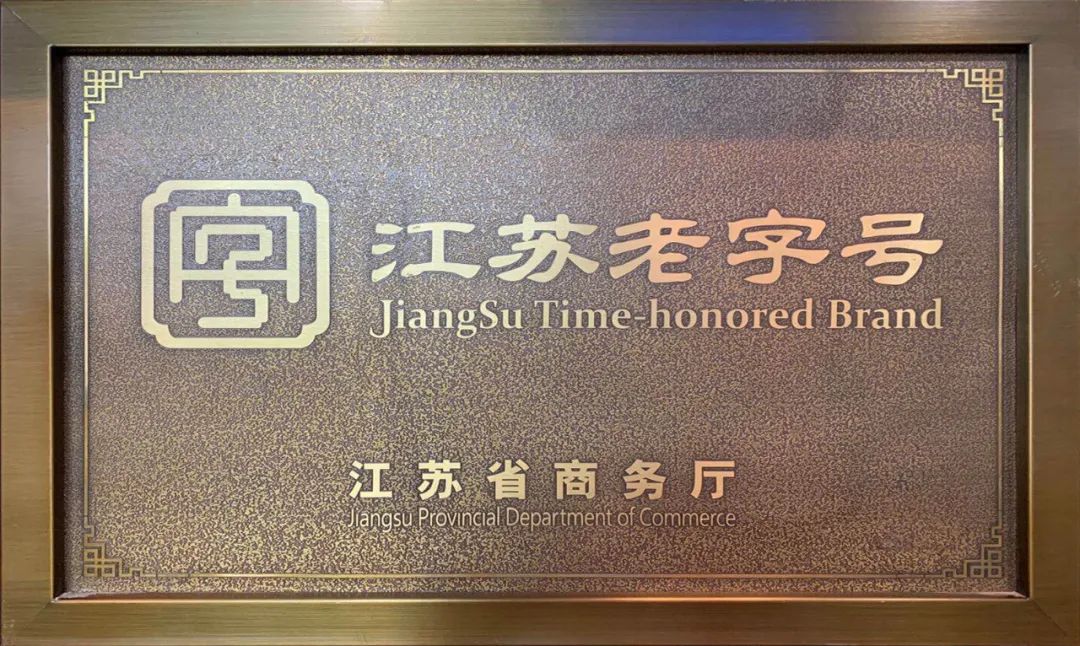 江苏老字号
JiangSu Time-honored Brand
江苏省商务厅
Jiangsu Provincial Department of Commerce